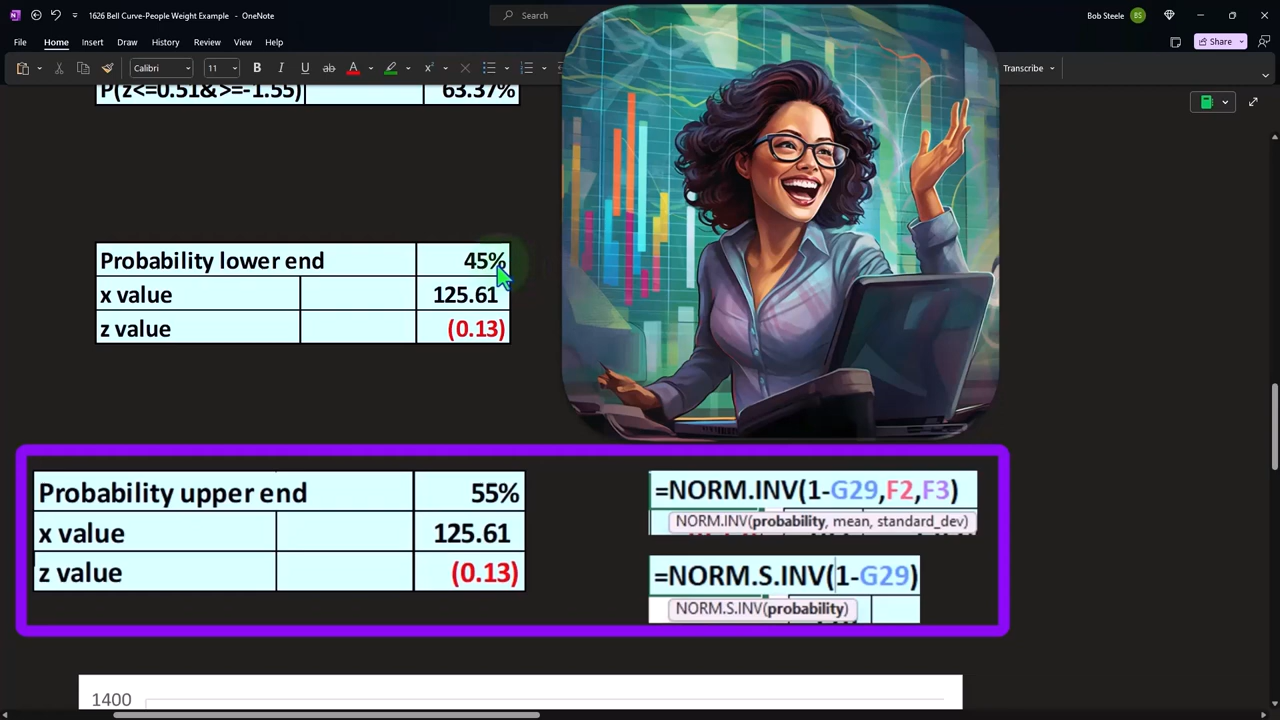 1626 Bell Curve-People Weight Example - OneNote
Search
Bob Steele
BS
File Home Insert Draw History Review View Help
Share
Calibri
11
B I U ab A x²
Transcribe
P(z<=0.51&>=-1.55) 63.37%
Probability lower end 45%
x value 125.61
z value (0.13)
Probability upper end 55%
x value 125.61
z value (0.13)
=NORM.INV(1-G29,F2,F3)
NORM.INV(probability, mean, standard_dev)
=NORM.S.INV(1-G29)
NORM.S.INV(probability)
1400